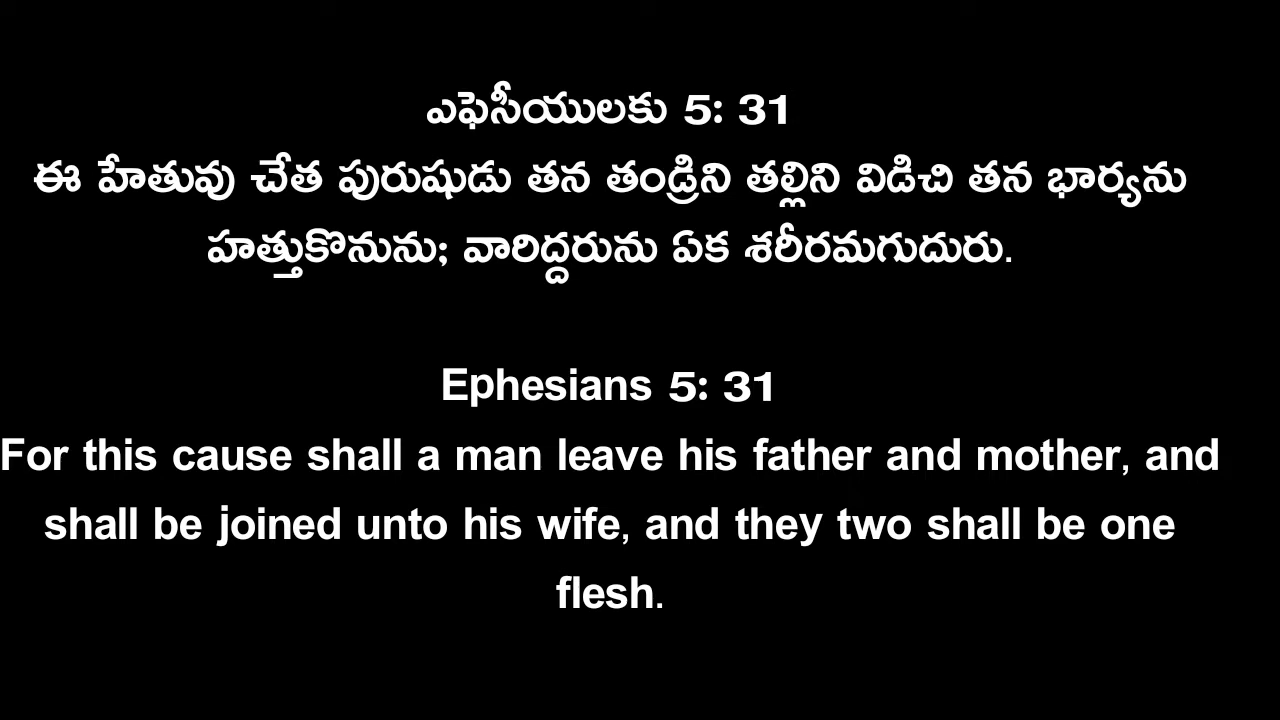 ఎఫెసీయులకు 5: 31
ఈ హేతువు చేత పురుషుడు తన తండ్రిని తల్లిని విడిచి తన భార్యను
హత్తుకొనును; వారిద్దరును ఏక శరీరమగుదురు.
Ephesians 5: 31
For this cause shall a man leave his father and mother, and
shall be joined unto his wife, and they two shall be one
flesh.